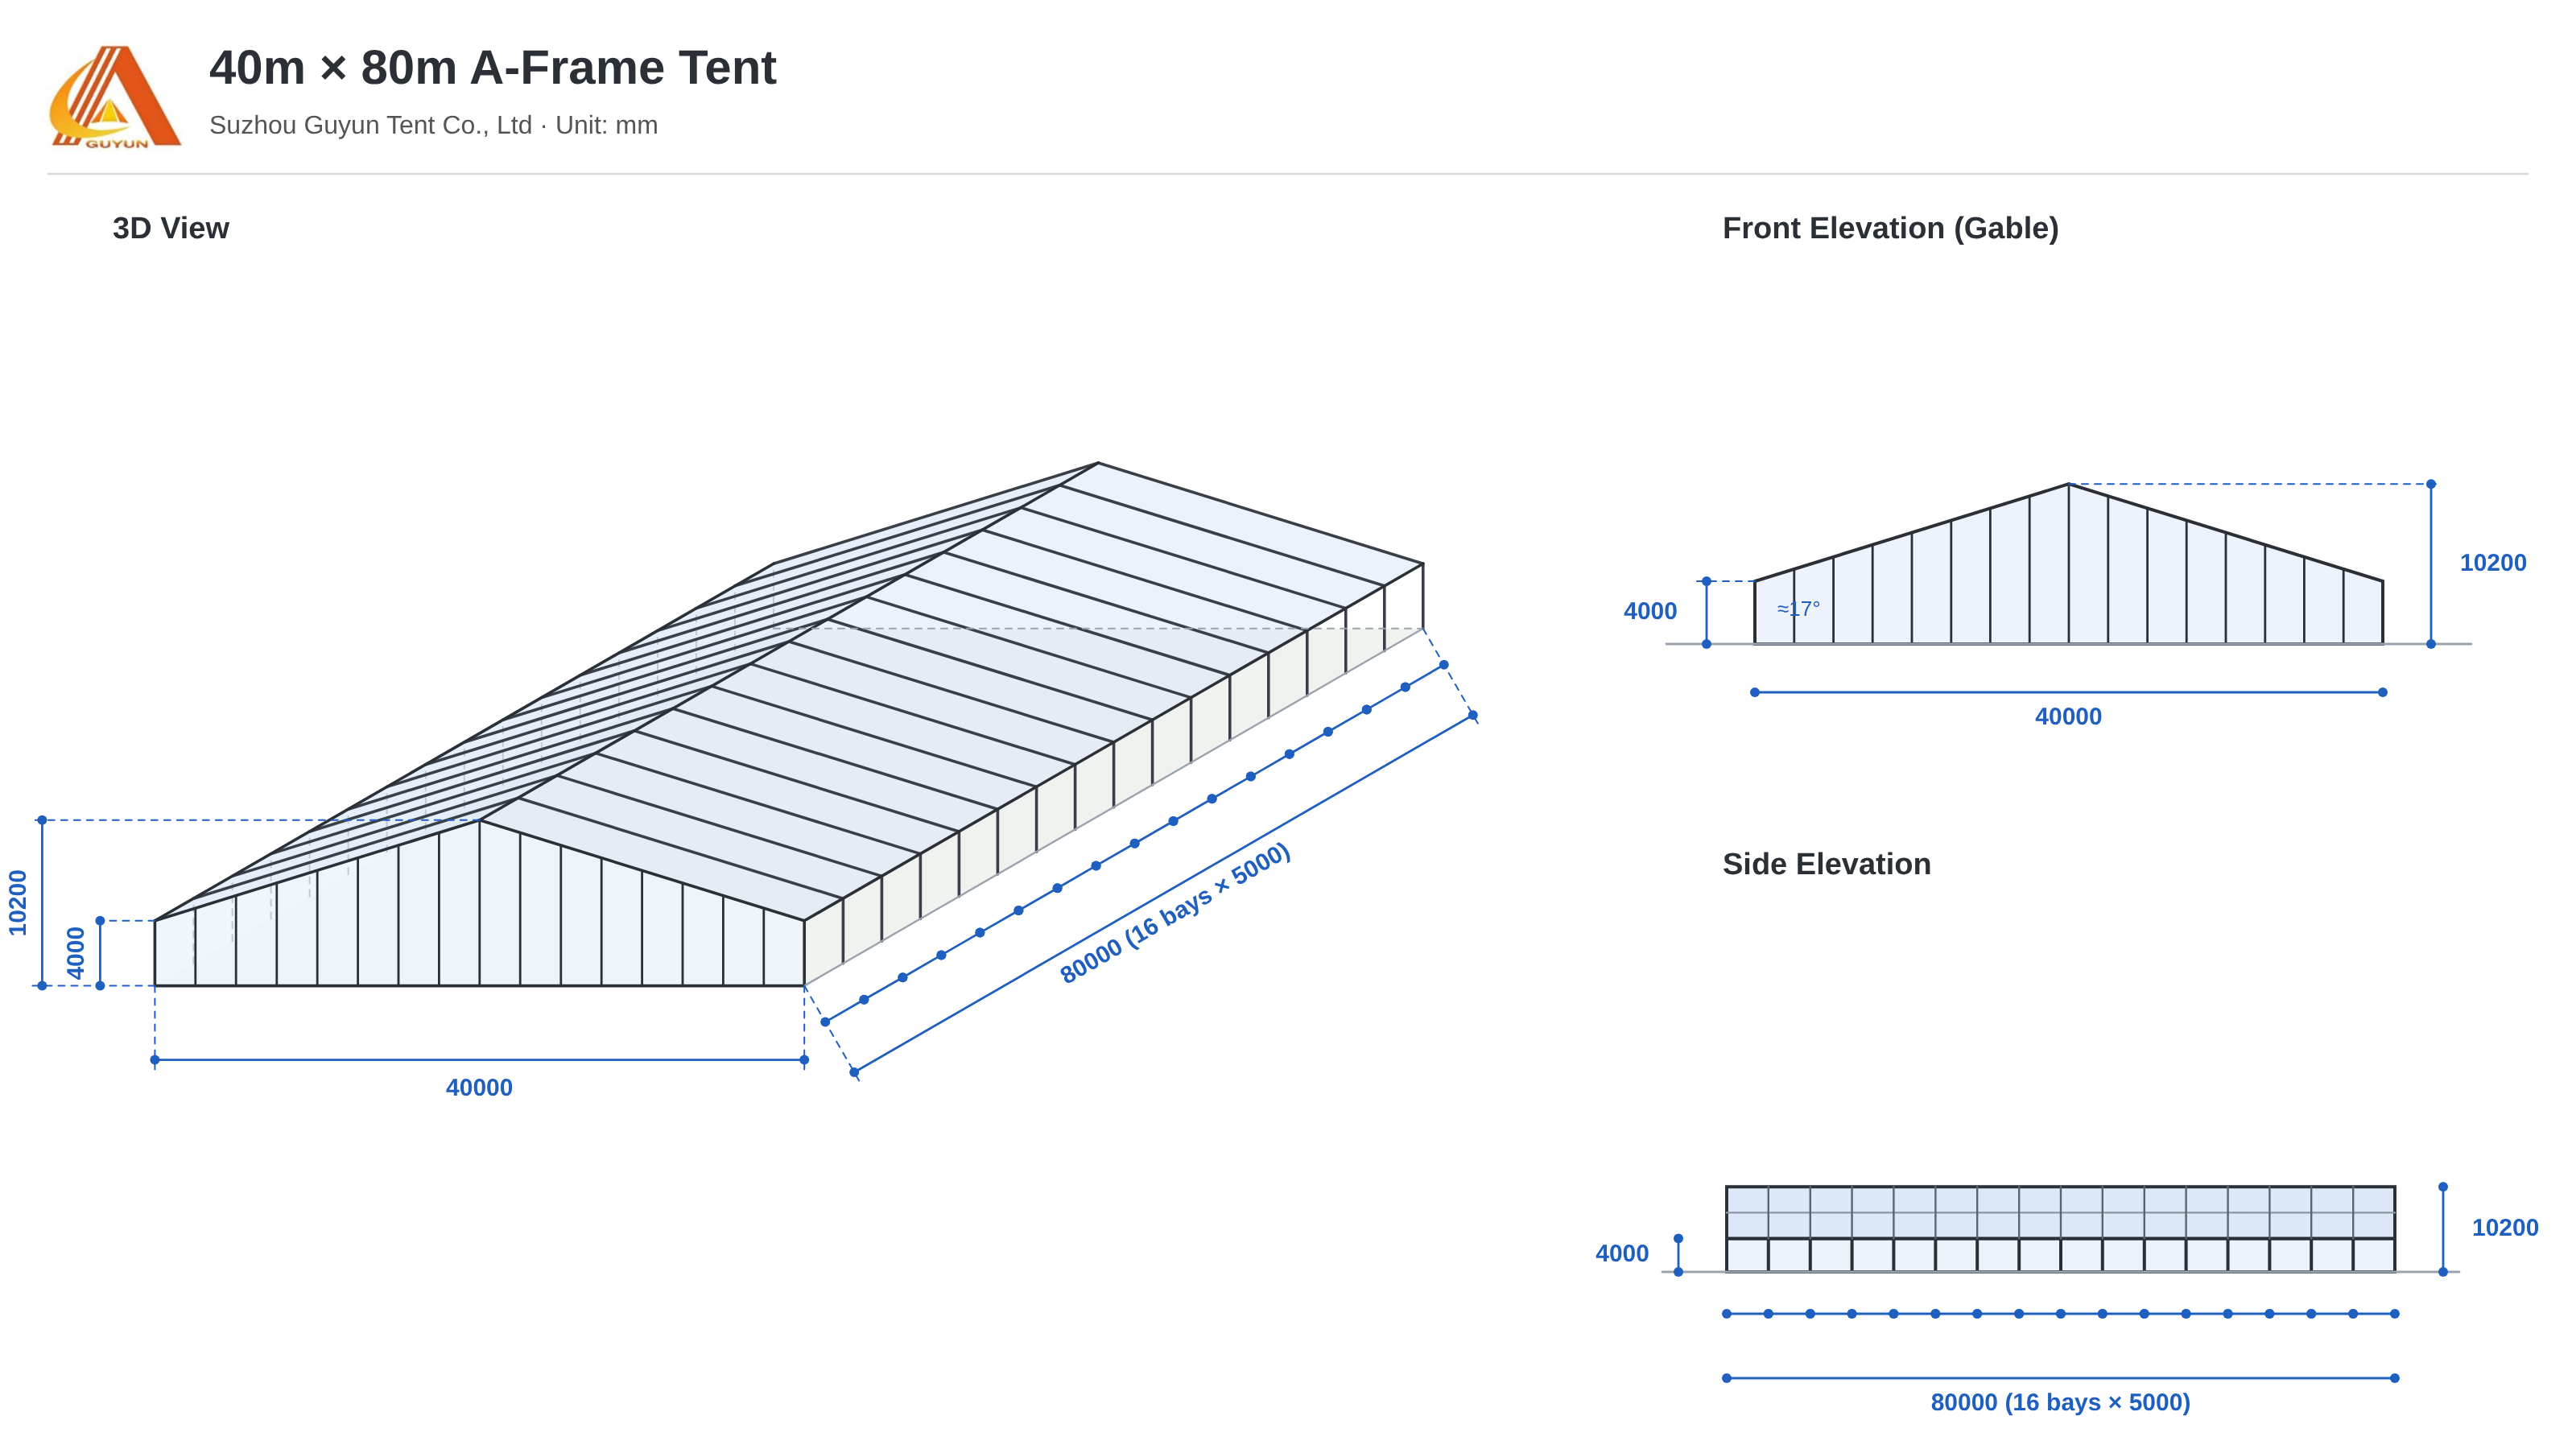 GUYUN
40m × 80m A-Frame Tent
Suzhou Guyun Tent Co., Ltd · Unit: mm
3D View
10200
4000
40000
80000 (16 bays × 5000)
Front Elevation (Gable)
4000
≈17°
10200
40000
Side Elevation
4000
10200
80000 (16 bays × 5000)